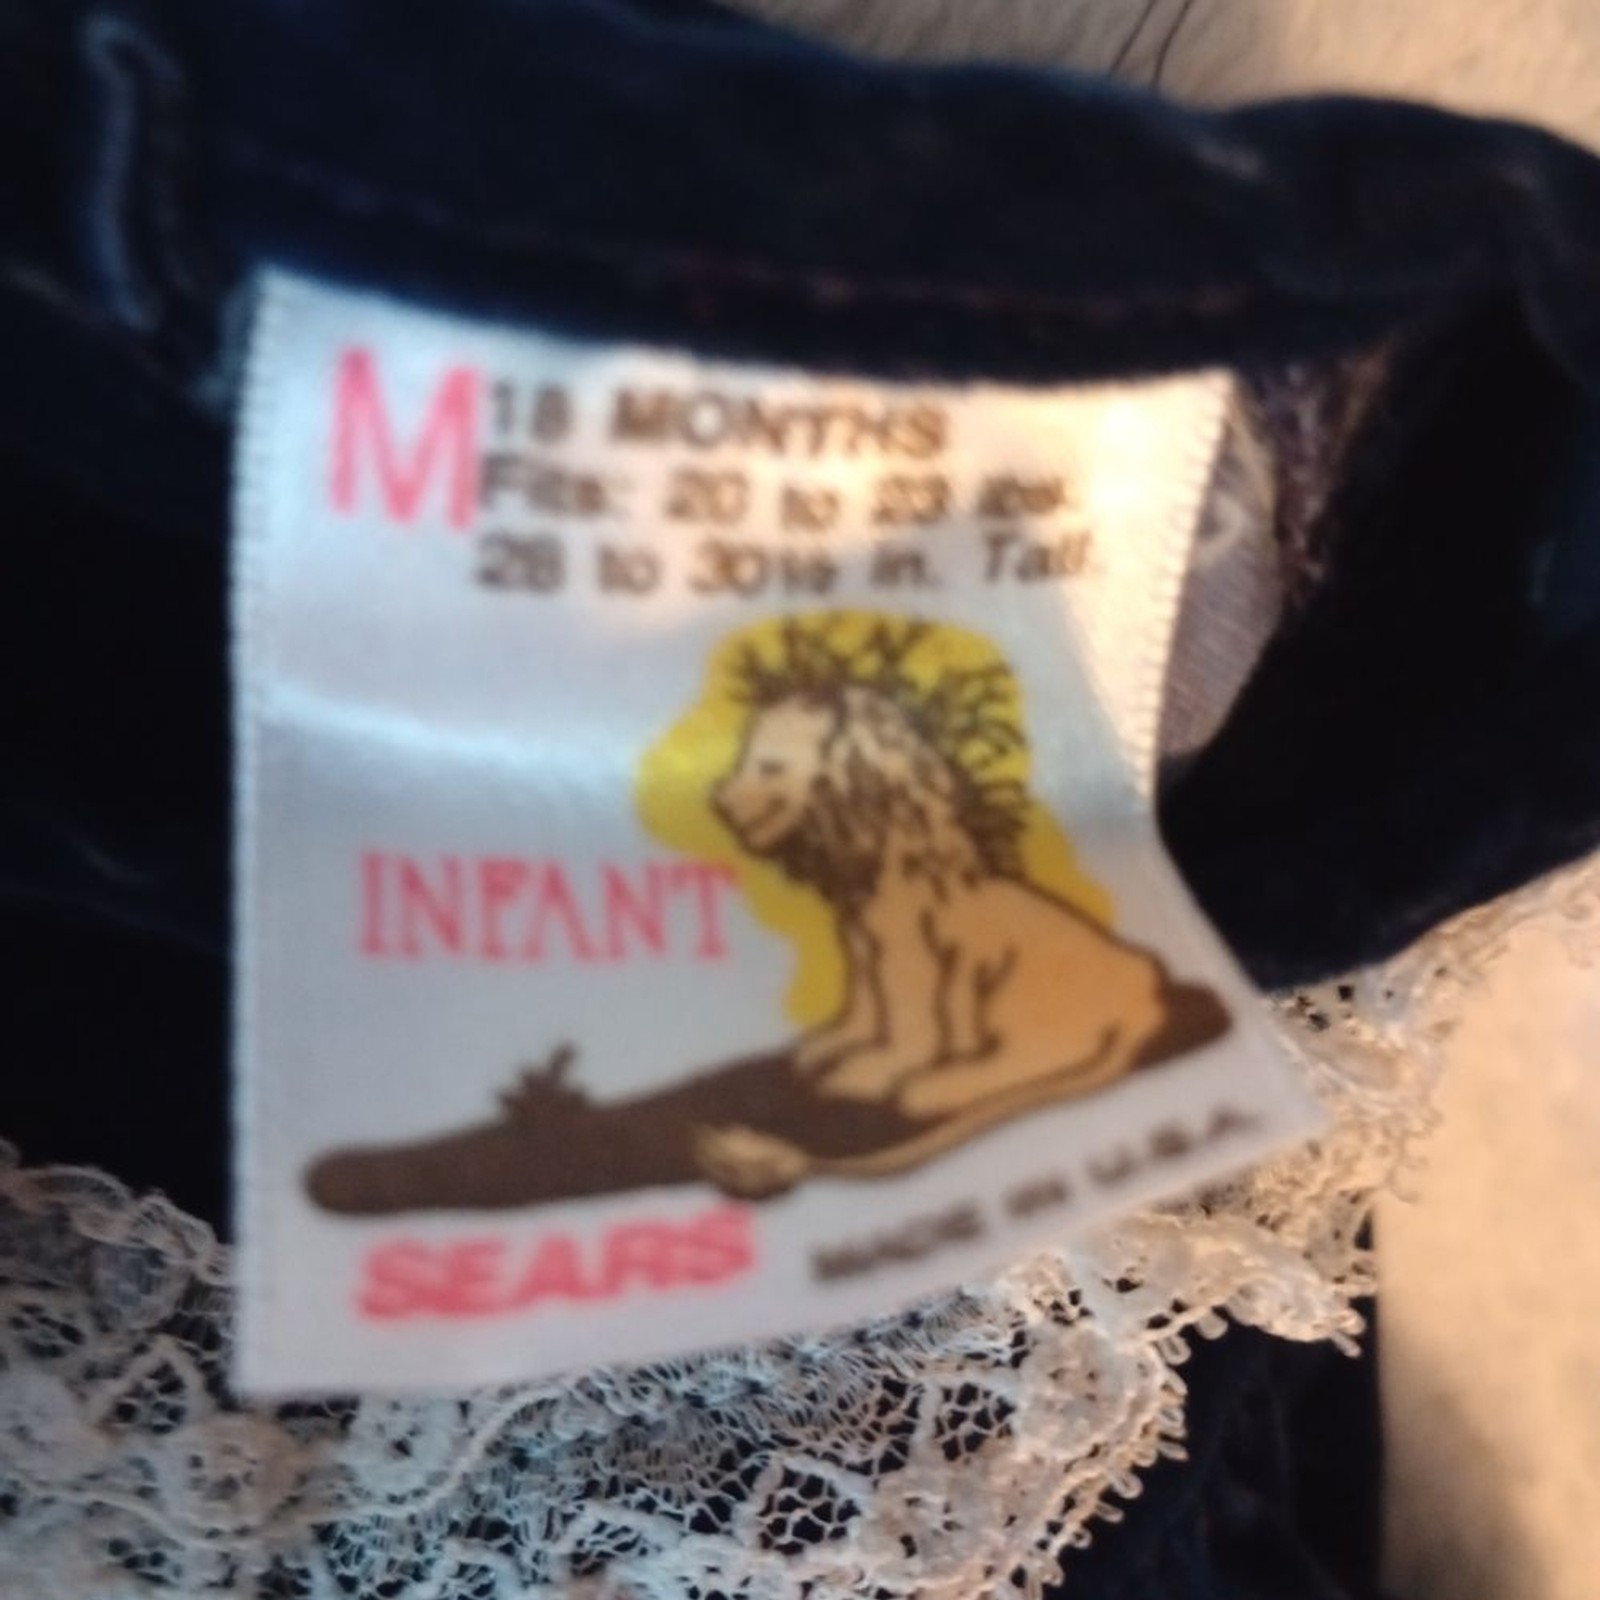 M 18 MONTHS
Fits: 20 to 23 lbs.
28 to 30½ in. Tall.
INFANT
SEARS
MADE IN U.S.A.